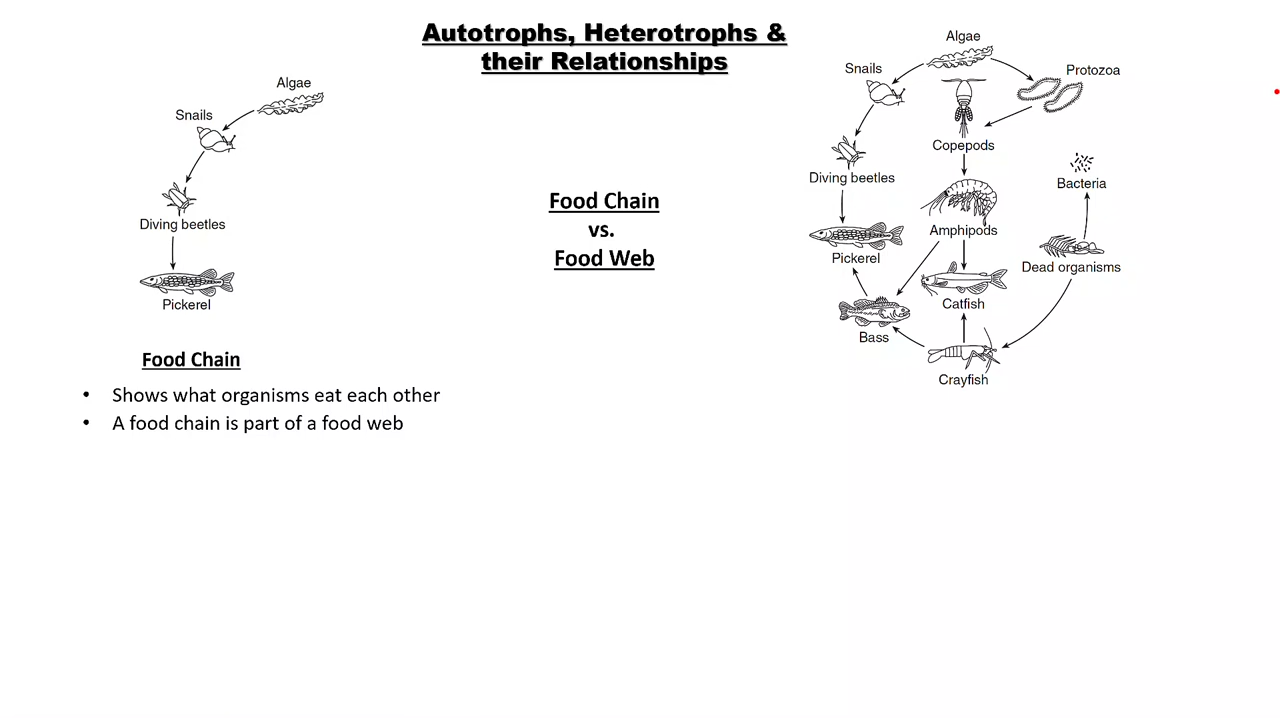 Autotrophs, Heterotrophs &
their Relationships
Algae
Snails
Diving beetles
Pickerel
Food Chain
• Shows what organisms eat each other
• A food chain is part of a food web
Food Chain
vs.
Food Web
Algae
Snails
Protozoa
Copepods
Diving beetles
Bacteria
Amphipods
Pickerel
Dead organisms
Catfish
Bass
Crayfish